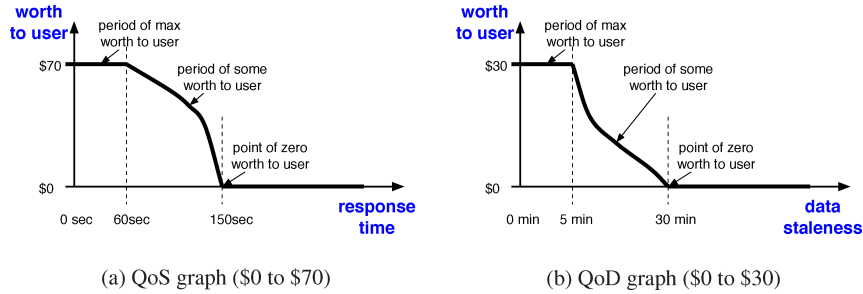 worth
to user
period of max
worth to user
$70
period of some
worth to user
point of zero
worth to user
$0
0 sec
60sec
150sec
response
time
(a) QoS graph ($0 to $70)
worth
to user
period of max
worth to user
$30
period of some
worth to user
point of zero
worth to user
$0
0 min
5 min
30 min
data
staleness
(b) QoD graph ($0 to $30)